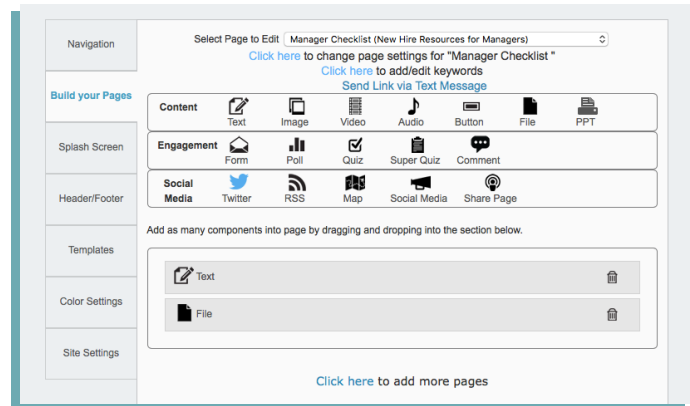 Navigation
Build your Pages
Splash Screen
Header/Footer
Templates
Color Settings
Site Settings
Select Page to Edit Manager Checklist (New Hire Resources for Managers)
Click here to change page settings for "Manager Checklist "
Click here to add/edit keywords
Send Link via Text Message
Content Text Image Video Audio Button File PPT
Engagement Form Poll Quiz Super Quiz Comment
Social Media Twitter RSS Map Social Media Share Page
Add as many components into page by dragging and dropping into the section below.
Text
File
Click here to add more pages